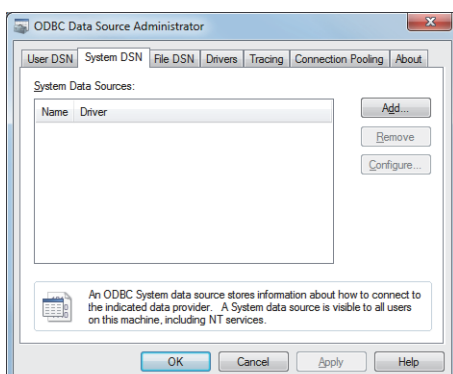 ODBC Data Source Administrator
User DSN System DSN File DSN Drivers Tracing Connection Pooling About
System Data Sources:
Name Driver
Add...
Remove
Configure...
An ODBC System data source stores information about how to connect to
the indicated data provider. A System data source is visible to all users
on this machine, including NT services.
OK Cancel Apply Help